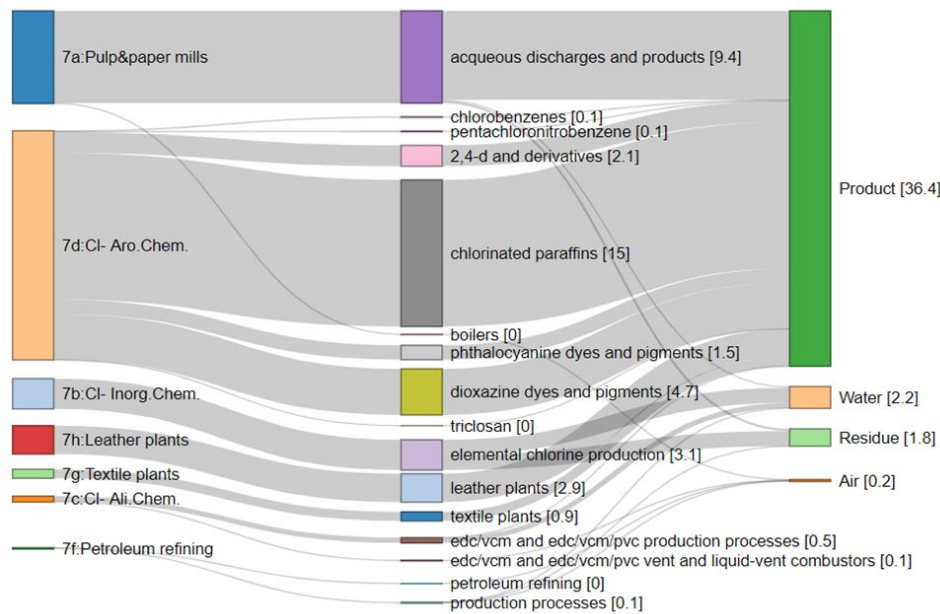 7a:Pulp&paper mills
7d:Cl- Aro.Chem.
7b:Cl- Inorg.Chem.
7h:Leather plants
7g:Textile plants
7c:Cl- Ali.Chem.
7f:Petroleum refining
acqueous discharges and products [9.4]
chlorobenzenes [0.1]
pentachloronitrobenzene [0.1]
2,4-d and derivatives [2.1]
chlorinated paraffins [15]
boilers [0]
phthalocyanine dyes and pigments [1.5]
dioxazine dyes and pigments [4.7]
triclosan [0]
elemental chlorine production [3.1]
leather plants [2.9]
textile plants [0.9]
edc/vcm and edc/vcm/pvc production processes [0.5]
edc/vcm and edc/vcm/pvc vent and liquid-vent combustors [0.1]
petroleum refining [0]
production processes [0.1]
Product [36.4]
Water [2.2]
Residue [1.8]
Air [0.2]